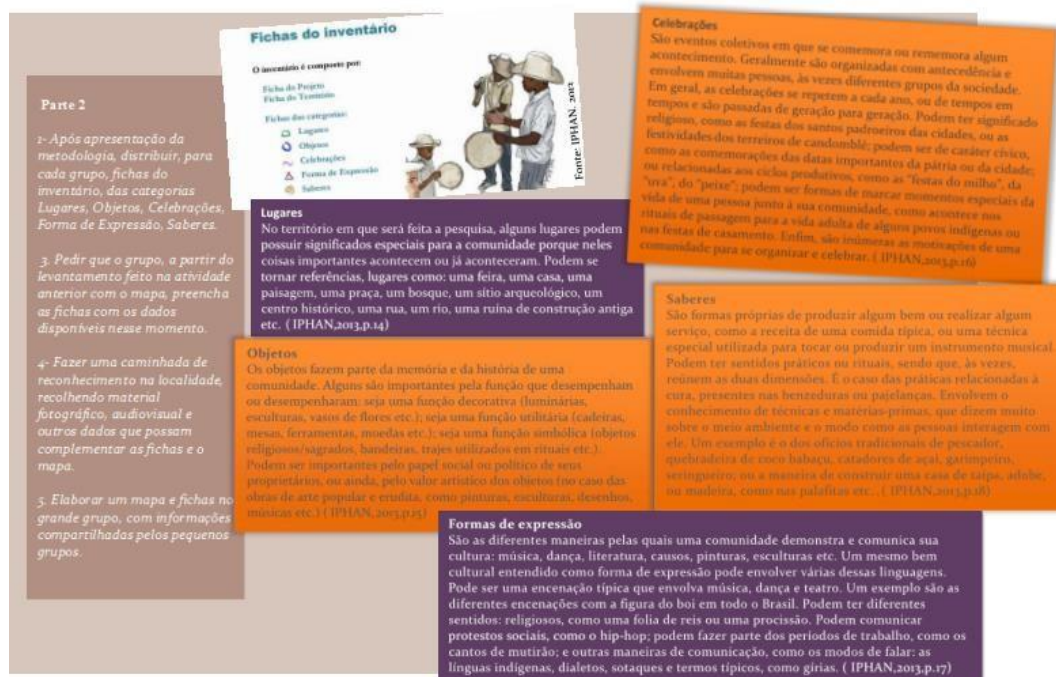 Parte 2
1- Após apresentação da
metodologia, distribuir, para
cada grupo, fichas do
inventário, das categorias
Lugares, Objetos, Celebrações,
Forma de Expressão, Saberes.
3. Pedir que o grupo, a partir do
levantamento feito na atividade
anterior com o mapa, preencha
as fichas com os dados
disponíveis nesse momento.
4- Fazer uma caminhada de
reconhecimento na localidade,
recolhendo material
fotográfico, audiovisual e
outros dados que possam
complementar as fichas e o
mapa.
5. Elaborar um mapa e fichas no
grande grupo, com informações
compartilhadas pelos pequenos
grupos.
Fichas do inventário
O inventário é composto por:
Ficha do Projeto
Ficha do Território
Fichas das categorias:
Lugares
Objetos
Celebrações
Formas de Expressão
Saberes
Fonte: IPHAN. 2013
Celebrações
São eventos coletivos em que se comemora ou rememora algum
acontecimento. Geralmente são organizadas com antecedência e
envolvem muitas pessoas, às vezes diferentes grupos da sociedade.
Em geral, as celebrações se repetem a cada ano, ou de tempos em
tempos e são passadas de geração para geração. Podem ter significado
religioso, como as festas dos santos padroeiros das cidades, ou as
festividades dos terreiros de candomblé; podem ser de caráter cívico,
como as comemorações das datas importantes da pátria ou da cidade;
ou relacionadas aos ciclos produtivos, como as "festas do milho", da
"uva", do "peixe"; podem ser formas de marcar momentos especiais da
vida de uma pessoa junto à sua comunidade, como acontece nos
rituais de passagem para a vida adulta de alguns povos indígenas ou
nas festas de casamento. Enfim, são inúmeras as motivações de uma
comunidade para se organizar e celebrar. ( IPHAN,2013,p.16)
Lugares
No território em que será feita a pesquisa, alguns lugares podem
possuir significados especiais para a comunidade porque neles
coisas importantes acontecem ou já aconteceram. Podem se
tornar referências, lugares como: uma feira, uma casa, uma
paisagem, uma praça, um bosque, um sítio arqueológico, um
centro histórico, uma rua, um rio, uma ruína de construção antiga
etc. ( IPHAN,2013,p.14)
Objetos
Os objetos fazem parte da memória e da história de uma
comunidade. Alguns são importantes pela função que desempenham
ou desempenharam: seja uma função decorativa (luminárias,
esculturas, vasos de flores etc.); seja uma função utilitária (cadeiras,
mesas, ferramentas, moedas etc.); seja uma função simbólica (objetos
religiosos/sagrados, bandeiras, trajes utilizados em rituais etc.).
Podem ser importantes pelo papel social ou político de seus
proprietários, ou ainda, pelo valor artístico dos objetos (no caso das
obras de arte popular e erudita, como pinturas, esculturas, desenhos,
músicas etc.) ( IPHAN, 2013,p.15)
Saberes
São formas próprias de produzir algum bem ou realizar algum
serviço, como a receita de uma comida típica, ou uma técnica
especial utilizada para tocar ou produzir um instrumento musical.
Podem ter sentidos práticos ou rituais, sendo que, às vezes,
reúnem as duas dimensões. É o caso das práticas relacionadas à
cura, presentes nas benzeduras ou pajelanças. Envolvem o
conhecimento de técnicas e matérias-primas, que dizem muito
sobre o meio ambiente e o modo como as pessoas interagem com
ele. Um exemplo é o dos ofícios tradicionais de pescador,
quebradeira de coco babaçu, catadores de açaí, garimpeiro,
seringueiro; ou a maneira de construir uma casa de taipa, adobe,
ou madeira, como nas palafitas etc.. ( IPHAN,2013,p.18)
Formas de expressão
São as diferentes maneiras pelas quais uma comunidade demonstra e comunica sua
cultura: música, dança, literatura, causos, pinturas, esculturas etc. Um mesmo bem
cultural entendido como forma de expressão pode envolver várias dessas linguagens.
Pode ser uma encenação típica que envolva música, dança e teatro. Um exemplo são as
diferentes encenações com a figura do boi em todo o Brasil. Podem ter diferentes
sentidos: religiosos, como uma folia de reis ou uma procissão. Podem comunicar
protestos sociais, como o hip-hop; podem fazer parte dos períodos de trabalho, como os
cantos de mutirão; e outras maneiras de comunicação, como os modos de falar: as
línguas indígenas, dialetos, sotaques e termos típicos, como gírias. ( IPHAN,2013,p.17)